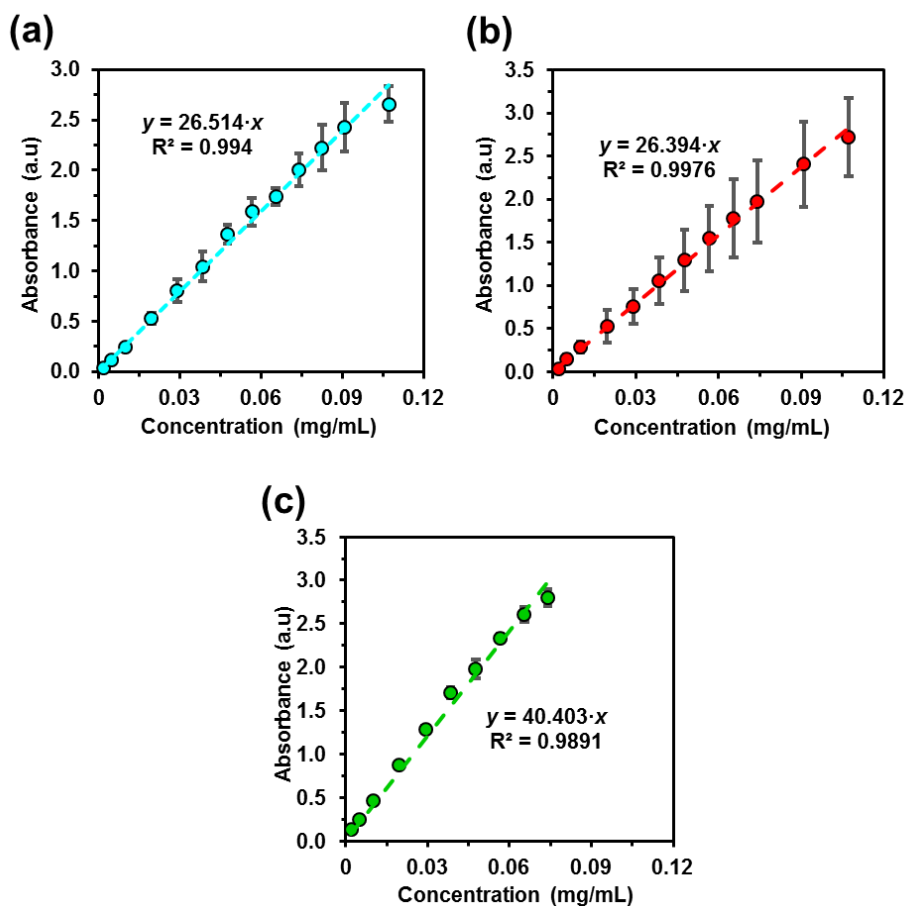 (a)
3.0
2.5
2.0
1.5
1.0
0.5
0.0
Absorbance (a.u)
y = 26.514·x
R² = 0.994
0 0.03 0.06 0.09 0.12
Concentration (mg/mL)
(b)
3.5
3.0
2.5
2.0
1.5
1.0
0.5
0.0
Absorbance (a.u)
y = 26.394·x
R² = 0.9976
0 0.03 0.06 0.09 0.12
Concentration (mg/mL)
(c)
3.5
3.0
2.5
2.0
1.5
1.0
0.5
0.0
Absorbance (a.u)
y = 40.403·x
R² = 0.9891
0 0.03 0.06 0.09 0.12
Concentration (mg/mL)